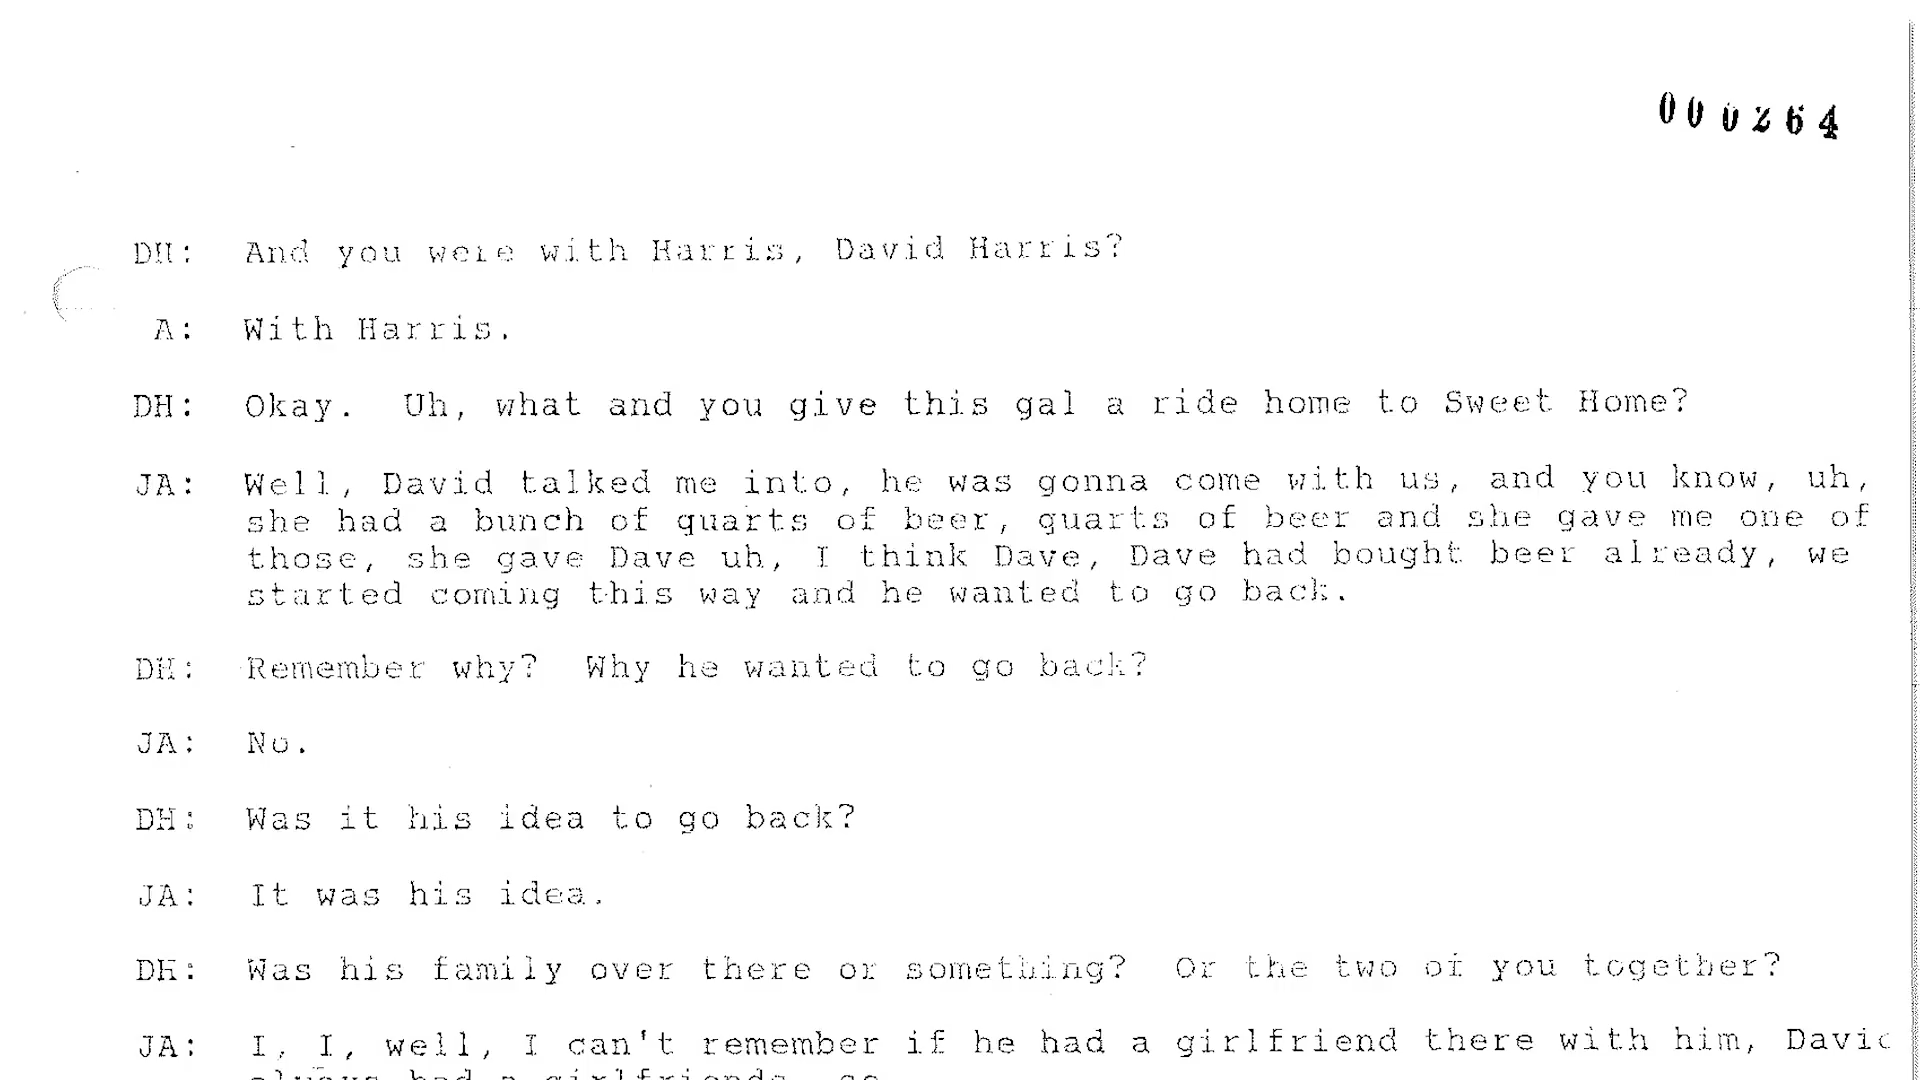 000264
DH: And you were with Harris, David Harris?
A: With Harris.
DH: Okay. Uh, what and you give this gal a ride home to Sweet Home?
JA: Well, David talked me into, he was gonna come with us, and you know, uh,
she had a bunch of quarts of beer, quarts of beer and she gave me one of
those, she gave Dave uh, I think Dave, Dave had bought beer already, we
started coming this way and he wanted to go back.
DH: Remember why? Why he wanted to go back?
JA: No.
DH: Was it his idea to go back?
JA: It was his idea.
DH: Was his family over there or something? Or the two of you together?
JA: I, I, well, I can't remember if he had a girlfriend there with him, David
always had a girlfriends, so